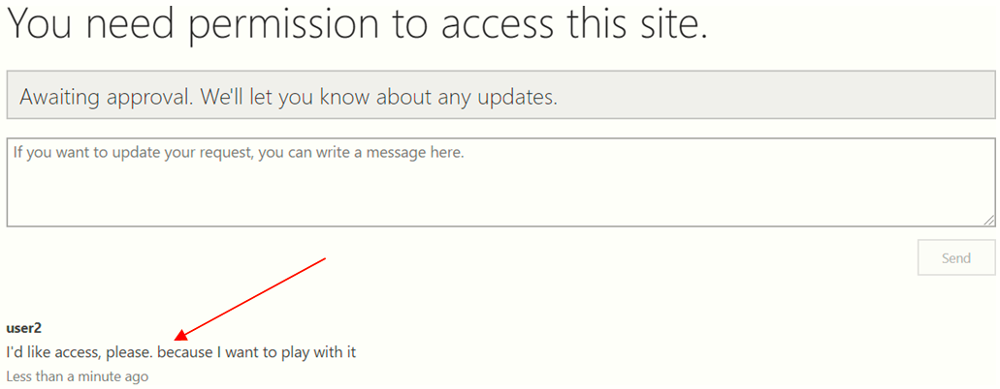 You need permission to access this site.
Awaiting approval. We'll let you know about any updates.
If you want to update your request, you can write a message here.
Send
user2
I'd like access, please. because I want to play with it
Less than a minute ago